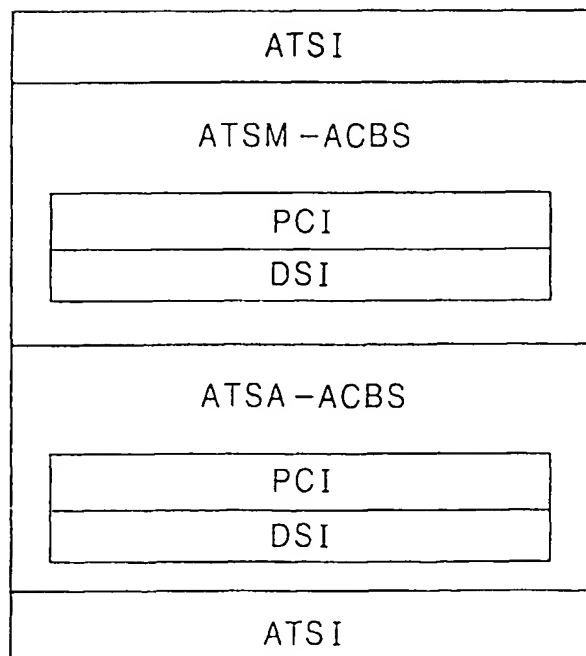 ATSI
ATSM-ACBS
PCI
DSI
ATSA-ACBS
PCI
DSI
ATSI